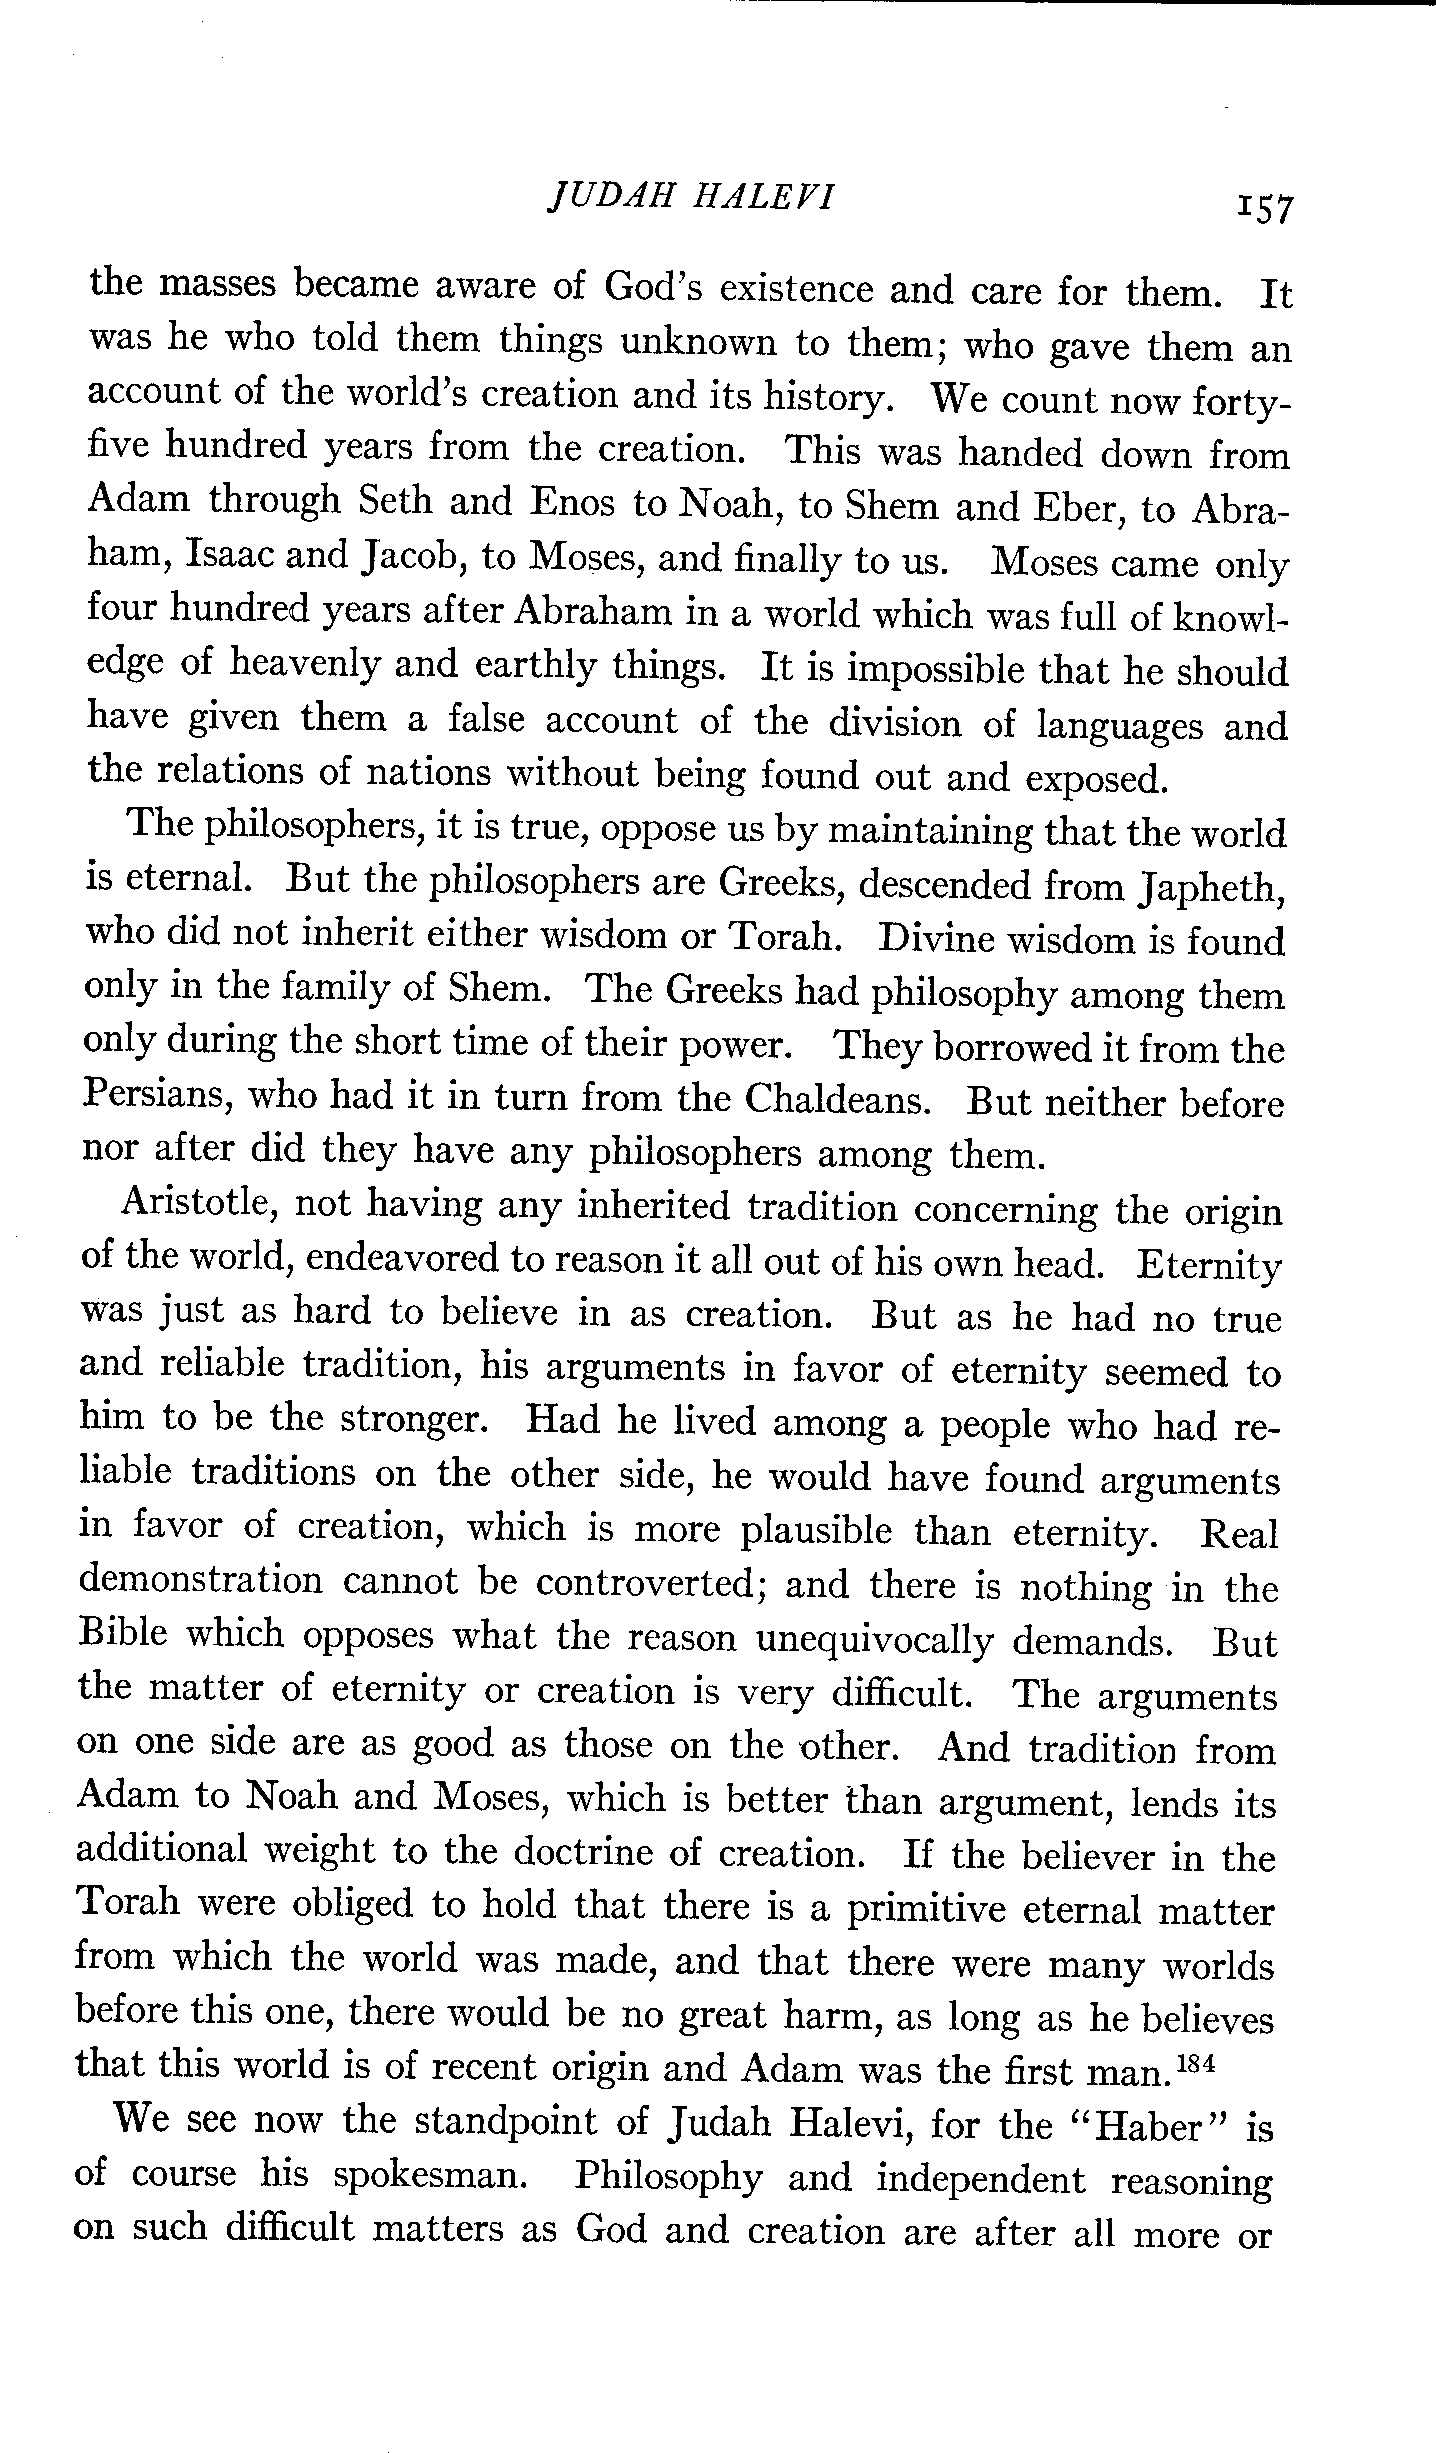 JUDAH HALEVI 157
the masses became aware of God's existence and care for them. It
was he who told them things unknown to them; who gave them an
account of the world's creation and its history. We count now forty-
five hundred years from the creation. This was handed down from
Adam through Seth and Enos to Noah, to Shem and Eber, to Abra-
ham, Isaac and Jacob, to Moses, and finally to us. Moses came only
four hundred years after Abraham in a world which was full of knowl-
edge of heavenly and earthly things. It is impossible that he should
have given them a false account of the division of languages and
the relations of nations without being found out and exposed.
The philosophers, it is true, oppose us by maintaining that the world
is eternal. But the philosophers are Greeks, descended from Japheth,
who did not inherit either wisdom or Torah. Divine wisdom is found
only in the family of Shem. The Greeks had philosophy among them
only during the short time of their power. They borrowed it from the
Persians, who had it in turn from the Chaldeans. But neither before
nor after did they have any philosophers among them.
Aristotle, not having any inherited tradition concerning the origin
of the world, endeavored to reason it all out of his own head. Eternity
was just as hard to believe in as creation. But as he had no true
and reliable tradition, his arguments in favor of eternity seemed to
him to be the stronger. Had he lived among a people who had re-
liable traditions on the other side, he would have found arguments
in favor of creation, which is more plausible than eternity. Real
demonstration cannot be controverted; and there is nothing in the
Bible which opposes what the reason unequivocally demands. But
the matter of eternity or creation is very difficult. The arguments
on one side are as good as those on the other. And tradition from
Adam to Noah and Moses, which is better than argument, lends its
additional weight to the doctrine of creation. If the believer in the
Torah were obliged to hold that there is a primitive eternal matter
from which the world was made, and that there were many worlds
before this one, there would be no great harm, as long as he believes
that this world is of recent origin and Adam was the first man.184
We see now the standpoint of Judah Halevi, for the "Haber" is
of course his spokesman. Philosophy and independent reasoning
on such difficult matters as God and creation are after all more or